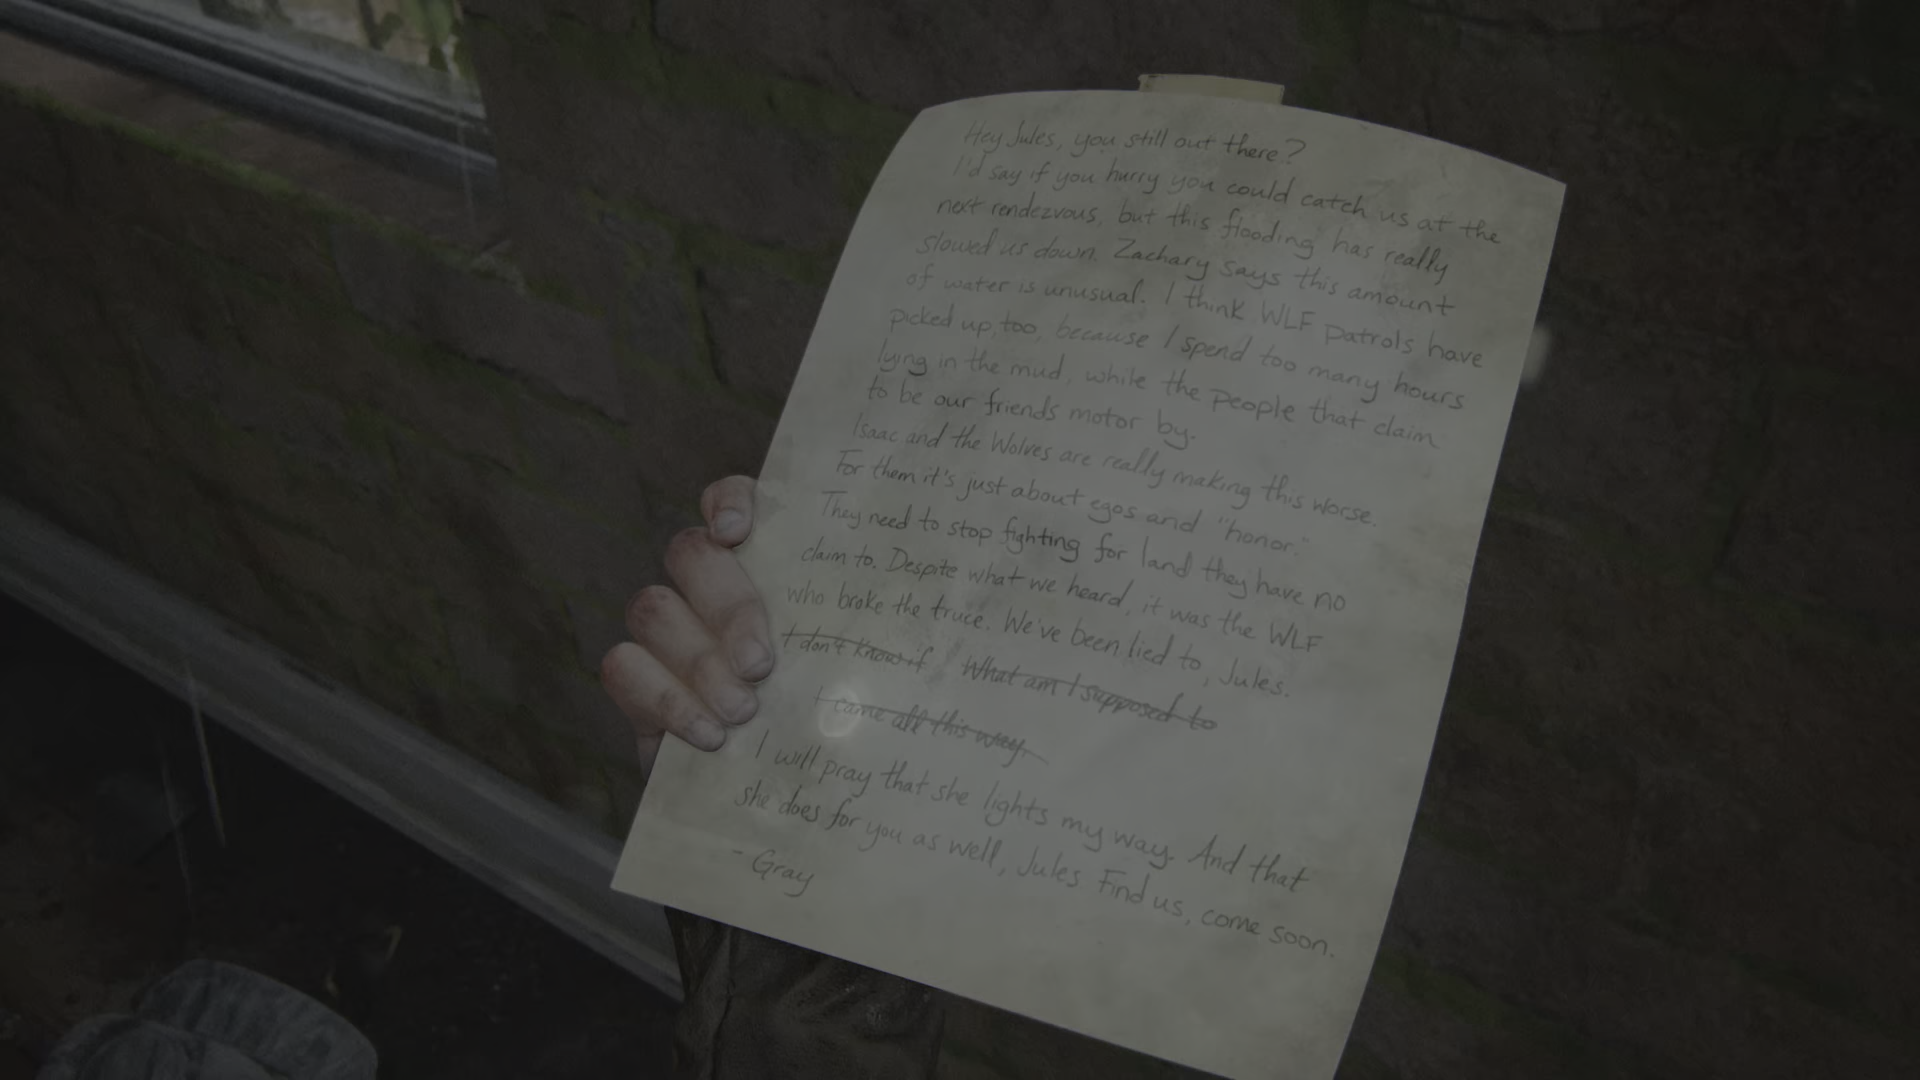 Hey Jules, you still out there?
I'd say if you hurry you could catch us at the
next rendezvous, but this flooding has really
slowed us down. Zachary says this amount
of water is unusual. I think WLF patrols have
picked up, too, because I spend too many hours
lying in the mud, while the people that claim
to be our friends motor by.
Isaac and the Wolves are really making this worse.
For them it's just about egos and "honor."
They need to stop fighting for land they have no
claim to. Despite what we heard, it was the WLF
who broke the truce. We've been lied to, Jules.
I don't know if What am I supposed to
I came all this way.
I will pray that she lights my way. And that
she does for you as well, Jules. Find us, come soon.
- Gray